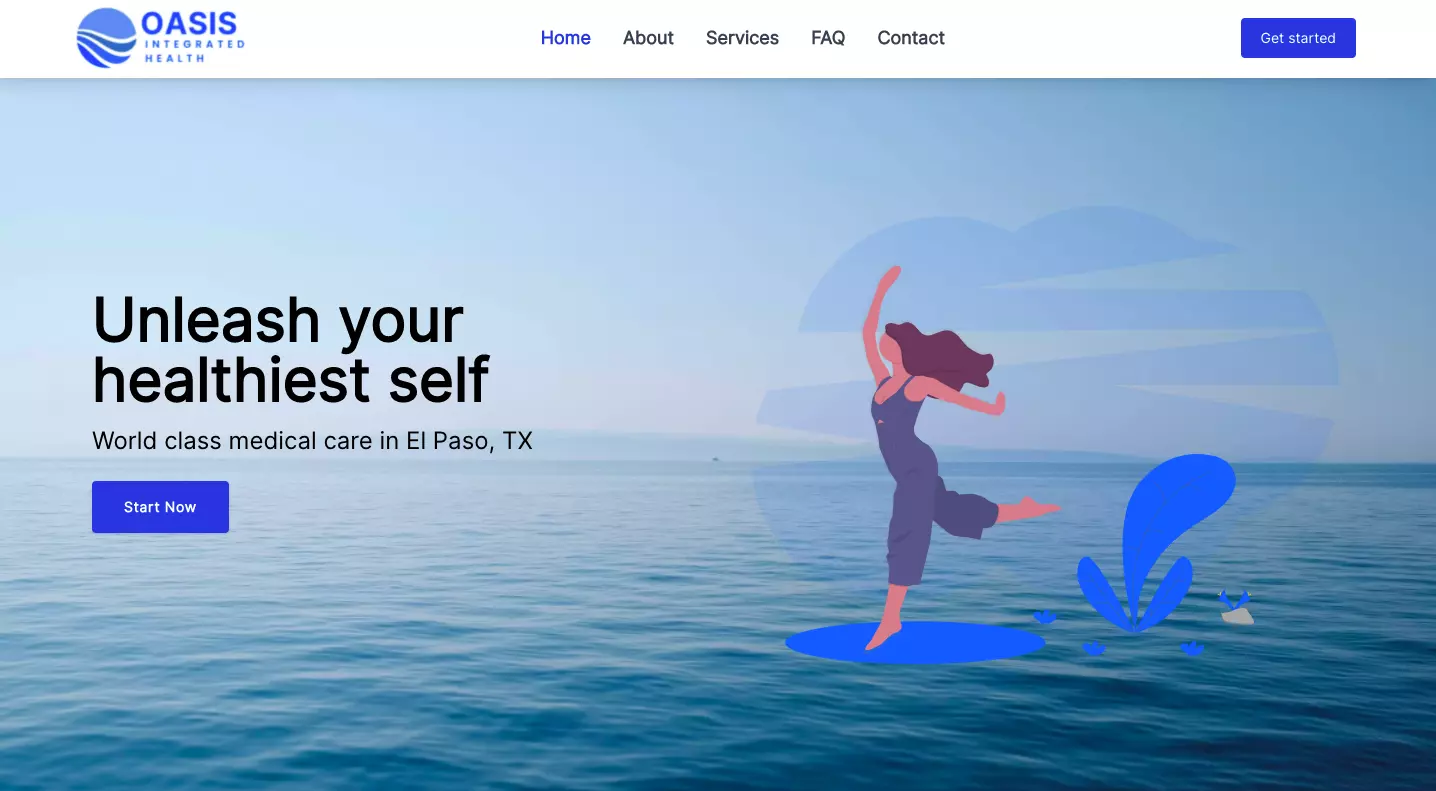 OASIS
INTEGRATED
HEALTH
Home About Services FAQ Contact
Get started
Unleash your
healthiest self
World class medical care in El Paso, TX
Start Now